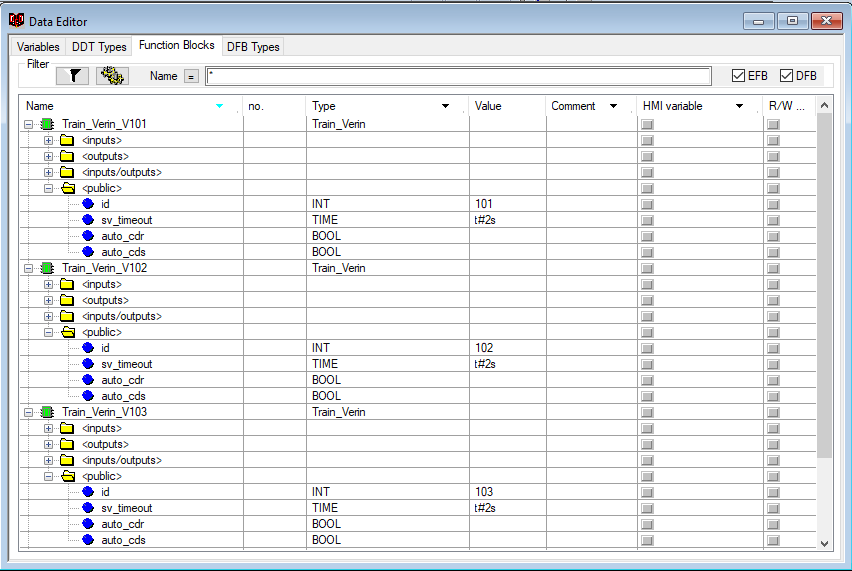 Data Editor
Variables DDT Types Function Blocks DFB Types
Filter
Name = * EFB DFB
Name no. Type Value Comment HMI variable R/W ...
Train_Verin_V101 Train_Verin
<inputs>
<outputs>
<inputs/outputs>
<public>
id INT 101
sv_timeout TIME t#2s
auto_cdr BOOL
auto_cds BOOL
Train_Verin_V102 Train_Verin
<inputs>
<outputs>
<inputs/outputs>
<public>
id INT 102
sv_timeout TIME t#2s
auto_cdr BOOL
auto_cds BOOL
Train_Verin_V103 Train_Verin
<inputs>
<outputs>
<inputs/outputs>
<public>
id INT 103
sv_timeout TIME t#2s
auto_cdr BOOL
auto_cds BOOL